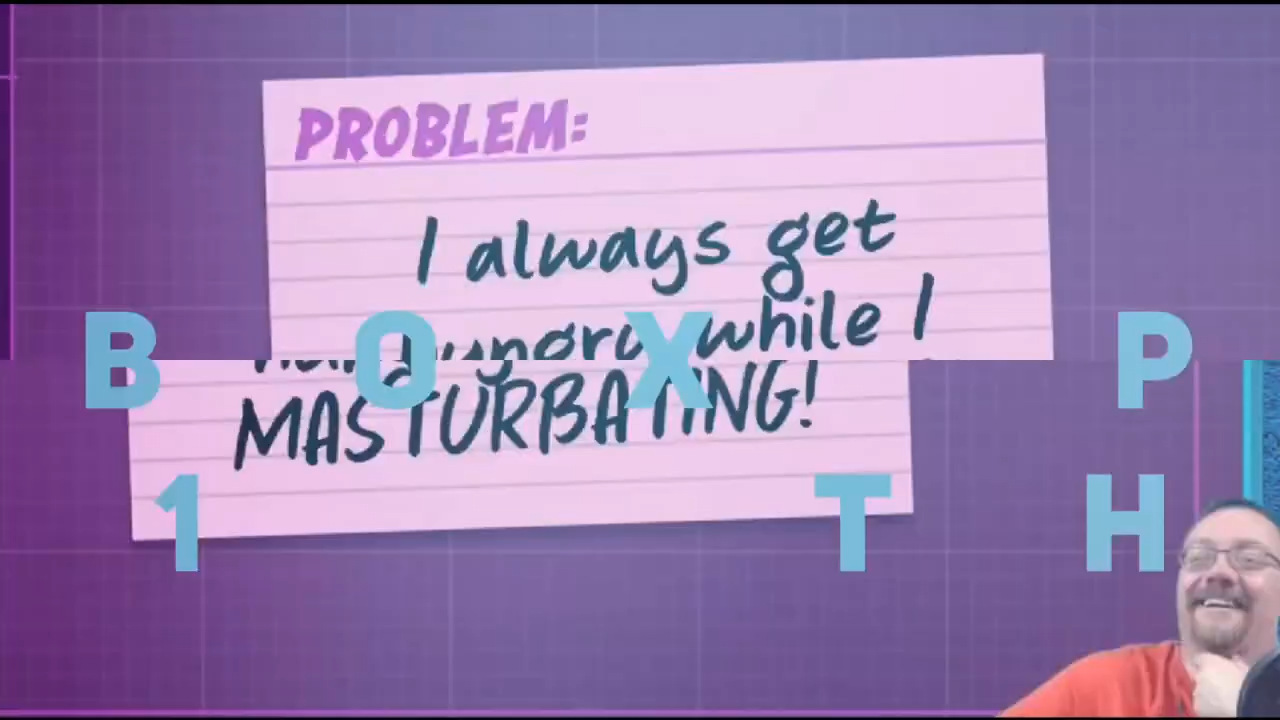 PROBLEM:
I always get
while I
MASTURBATING!
B O X P
1 T H